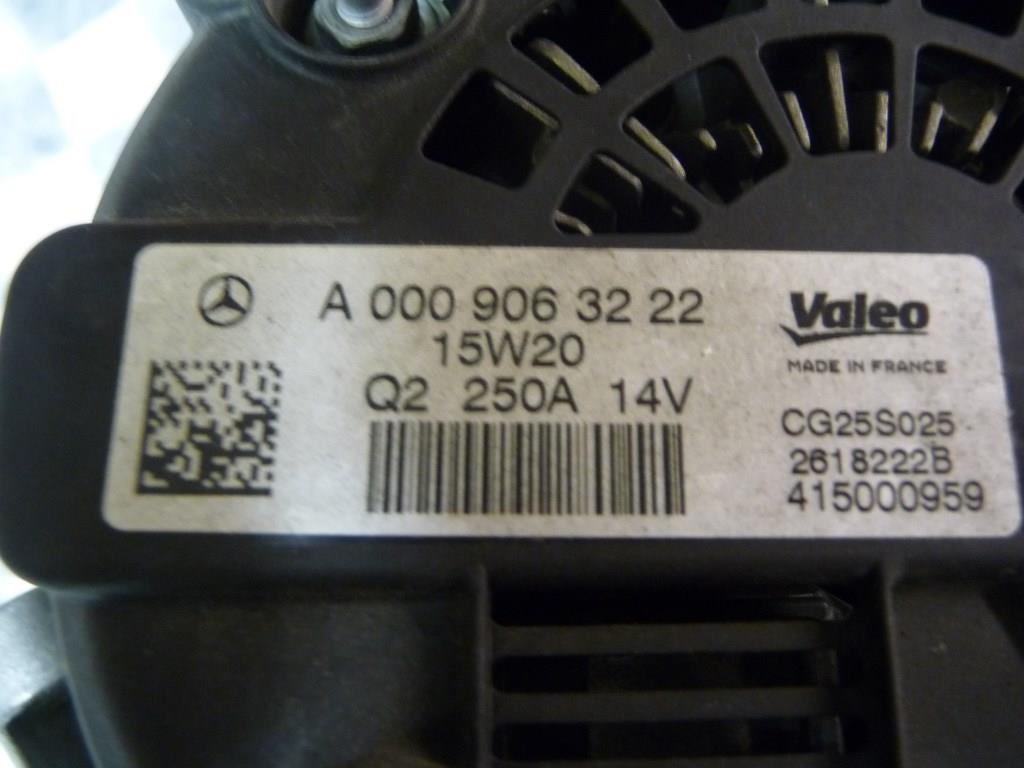 A 000 906 32 22
15W20
Q2 250A 14V
Valeo
MADE IN FRANCE
CG25S025
2618222B
415000959